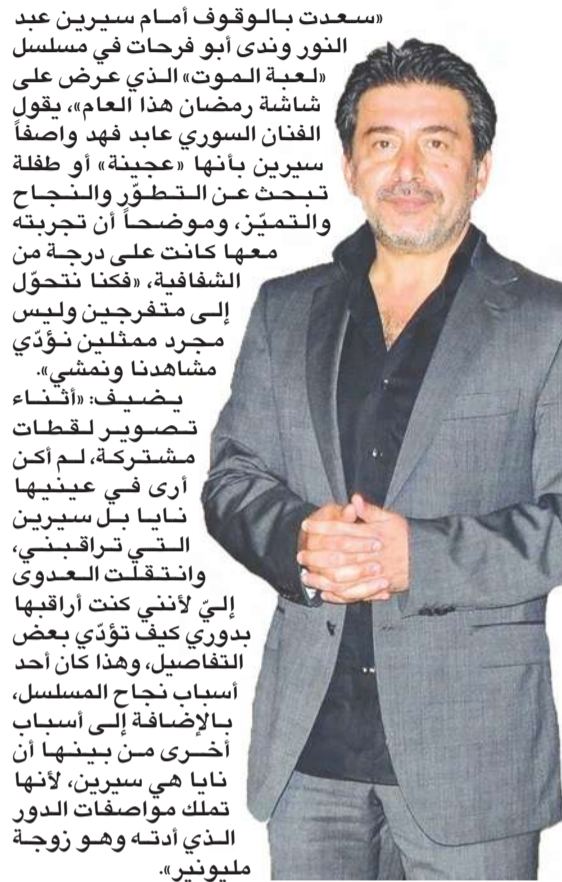 «سعدت بالوقوف أمام سيرين عبد
النور وندى أبو فرحات في مسلسل
«لعبة الموت» الذي عرض على
شاشة رمضان هذا العام»، يقول
الفنان السوري عابد فهد واصفاً
سيرين بأنها «عجينة» أو طفلة
تبحث عن التطوّر والنجاح
والتميّز، وموضحاً أن تجربته
معها كانت على درجة من
الشفافية، «فكنا نتحوّل
إلى متفرجين وليس
مجرد ممثلين نؤدّي
مشاهدنا ونمشي».
يضيف: «أثناء
تصوير لقطات
مشتركة، لم أكن
أرى في عينيها
نايا بل سيرين
التي تراقبني،
وانتقلت العدوى
إليّ لأنني كنت أراقبها
بدوري كيف تؤدّي بعض
التفاصيل، وهذا كان أحد
أسباب نجاح المسلسل،
بالإضافة إلى أسباب
أخرى من بينها أن
نايا هي سيرين، لأنها
تملك مواصفات الدور
الذي أدته وهو زوجة
مليونير».